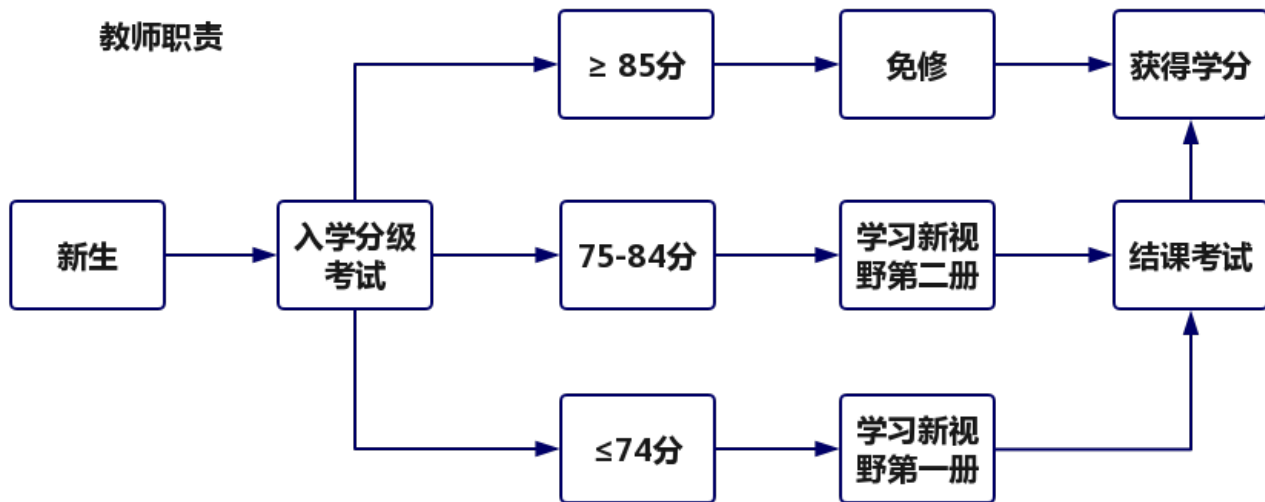 教师职责
≥ 85分
免修
获得学分
新生
入学分级
考试
75-84分
学习新视
野第二册
结课考试
≤74分
学习新视
野第一册